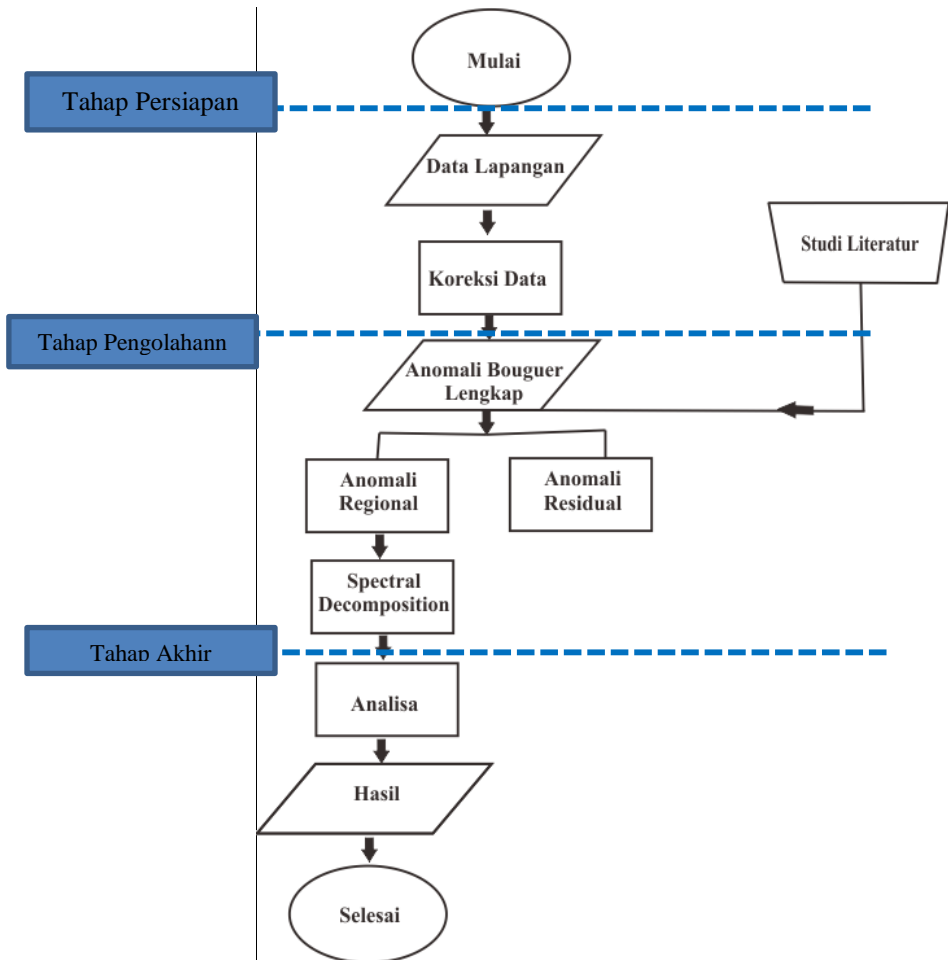 Mulai
Tahap Persiapan
Data Lapangan
Studi Literatur
Koreksi Data
Tahap Pengolahann
Anomali Bouguer
Lengkap
Anomali
Regional
Anomali
Residual
Spectral
Decomposition
Tahap Akhir
Analisa
Hasil
Selesai